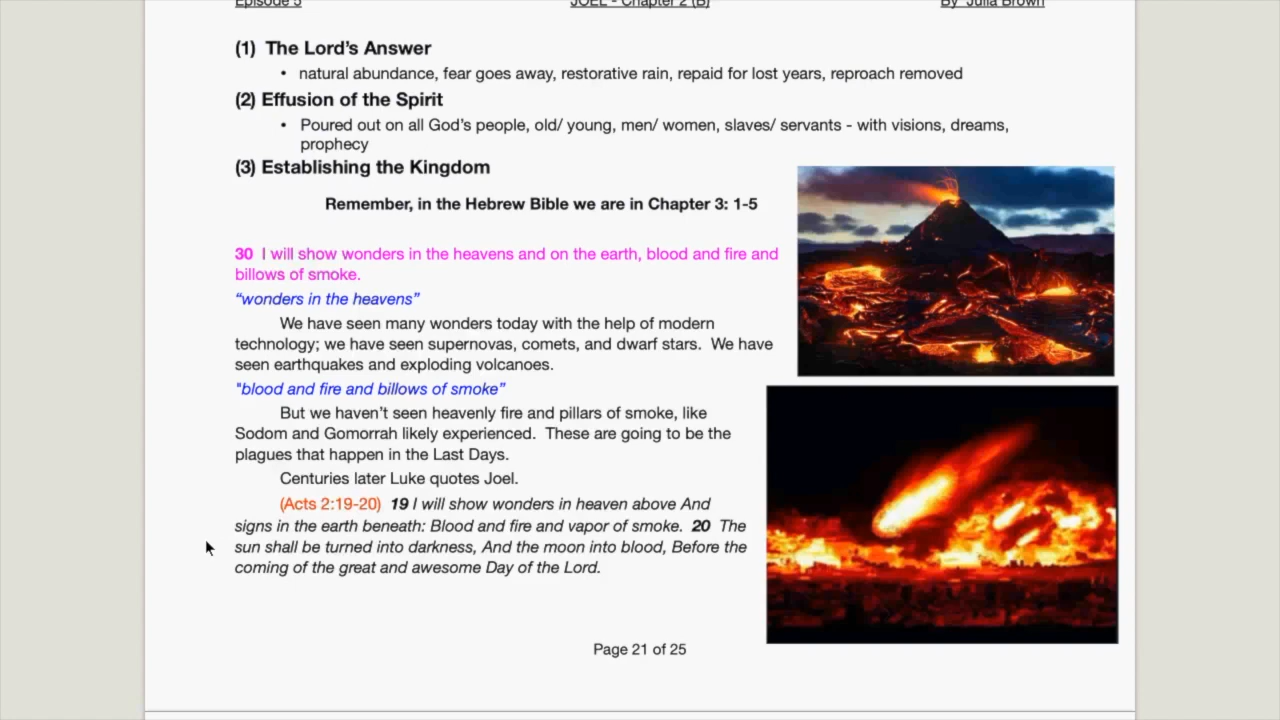 Episode 5 JOEL - Chapter 2 (B) By Julia Brown
(1) The Lord's Answer
• natural abundance, fear goes away, restorative rain, repaid for lost years, reproach removed
(2) Effusion of the Spirit
• Poured out on all God's people, old/ young, men/ women, slaves/ servants - with visions, dreams,
prophecy
(3) Establishing the Kingdom
Remember, in the Hebrew Bible we are in Chapter 3: 1-5
30 I will show wonders in the heavens and on the earth, blood and fire and
billows of smoke.
“wonders in the heavens”
We have seen many wonders today with the help of modern
technology; we have seen supernovas, comets, and dwarf stars. We have
seen earthquakes and exploding volcanoes.
"blood and fire and billows of smoke”
But we haven't seen heavenly fire and pillars of smoke, like
Sodom and Gomorrah likely experienced. These are going to be the
plagues that happen in the Last Days.
Centuries later Luke quotes Joel.
(Acts 2:19-20) 19 I will show wonders in heaven above And
signs in the earth beneath: Blood and fire and vapor of smoke. 20 The
sun shall be turned into darkness, And the moon into blood, Before the
coming of the great and awesome Day of the Lord.
Page 21 of 25